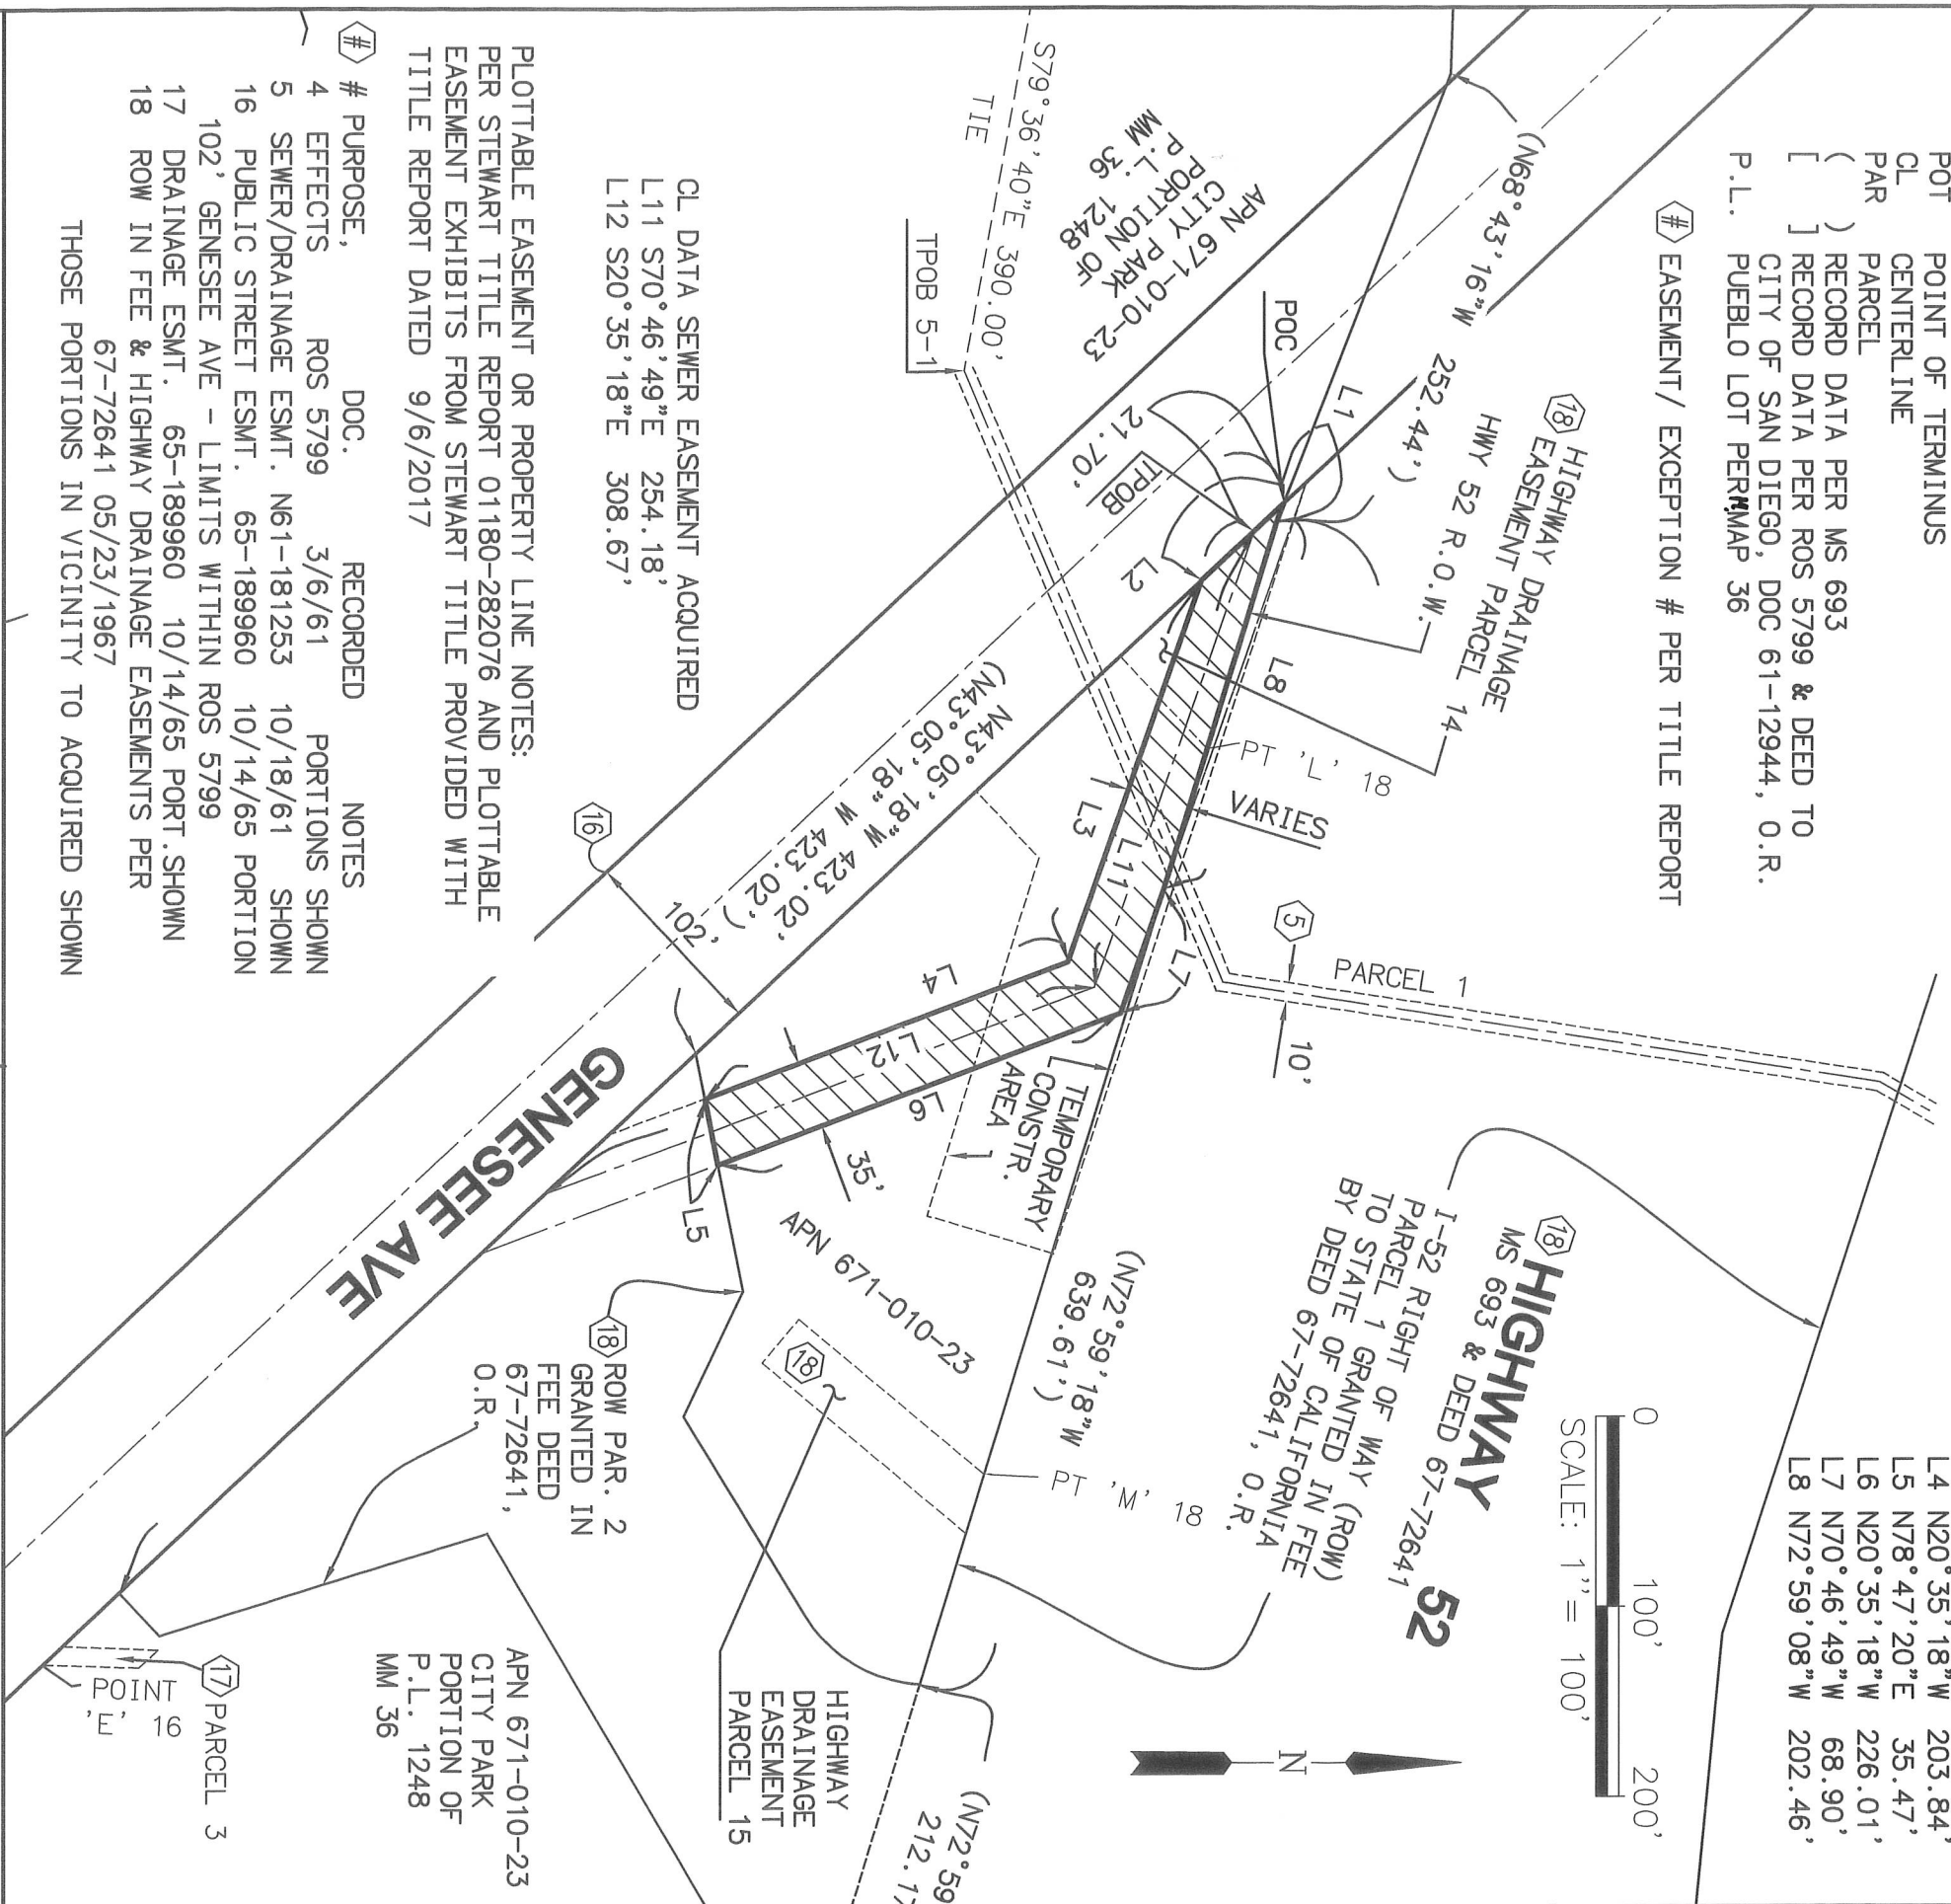 POT POINT OF TERMINUS
CL CENTERLINE
PAR PARCEL
( ) RECORD DATA PER MS 693
[ ] RECORD DATA PER ROS 5799 & DEED TO
CITY OF SAN DIEGO, DOC 61-12944, O.R.
P.L. PUEBLO LOT PER MMAP 36
# EASEMENT/ EXCEPTION # PER TITLE REPORT
L4 N20°35'18"W 203.84'
L5 N78°47'20"E 35.47'
L6 N20°35'18"W 226.01'
L7 N70°46'49"W 68.90'
L8 N72°59'08"W 202.46'
0 100' 200'
SCALE: 1"= 100'
18 HIGHWAY DRAINAGE
EASEMENT PARCEL 14
HWY 52 R.O.W.
(N68°43'16"W 252.44')
L1
POC
S79°36'40"E 390.00'
TIE
TPOB 5-1
APN 671-010-23
CITY PARK
PORTION OF
P.L. 1248
MM 36
21.70'
TPOB
L2
L8
PT 'L' 18
VARIES
L3
L11
L7
5
PARCEL 1
10'
18 HIGHWAY 52
MS 693 & DEED 67-72641
I-52 RIGHT OF WAY (ROW)
PARCEL 1 GRANTED IN FEE
TO STATE OF CALIFORNIA
BY DEED 67-72641, O.R.
N
(N72°59'18"W
639.61')
PT 'M' 18
(N72°59
212.1
TEMPORARY
CONSTR.
AREA
L4
L12
L6
35'
L5
APN 671-010-23
18
N43°05'18"W 423.02'
(N43°05'18"W 423.02')
16
102'
GENESEE AVE
18 ROW PAR. 2
GRANTED IN
FEE DEED
67-72641,
O.R.
HIGHWAY
DRAINAGE
EASEMENT
PARCEL 15
APN 671-010-23
CITY PARK
PORTION OF
P.L. 1248
MM 36
17 PARCEL 3
POINT
'E' 16
CL DATA SEWER EASEMENT ACQUIRED
L11 S70°46'49"E 254.18'
L12 S20°35'18"E 308.67'
PLOTTABLE EASEMENT OR PROPERTY LINE NOTES:
PER STEWART TITLE REPORT 01180-282076 AND PLOTTABLE
EASEMENT EXHIBITS FROM STEWART TITLE PROVIDED WITH
TITLE REPORT DATED 9/6/2017
# # PURPOSE, DOC. RECORDED NOTES
4 EFFECTS ROS 5799 3/6/61 PORTIONS SHOWN
5 SEWER/DRAINAGE ESMT. N61-181253 10/18/61 SHOWN
16 PUBLIC STREET ESMT. 65-189960 10/14/65 PORTION
102' GENESEE AVE - LIMITS WITHIN ROS 5799
17 DRAINAGE ESMT. 65-189960 10/14/65 PORT.SHOWN
18 ROW IN FEE & HIGHWAY DRAINAGE EASEMENTS PER
67-72641 05/23/1967
THOSE PORTIONS IN VICINITY TO ACQUIRED SHOWN